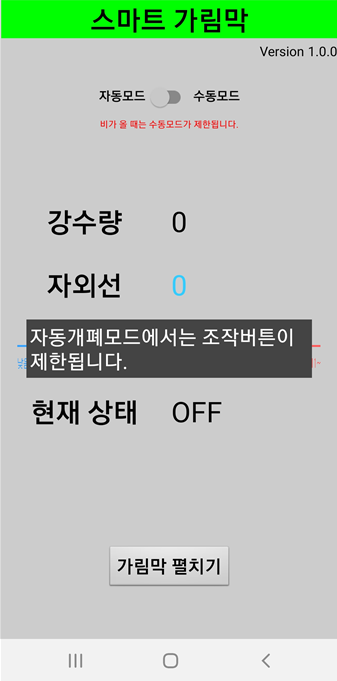 스마트 가림막
Version 1.0.0
자동모드 수동모드
비가 올 때는 수동모드가 제한됩니다.
강수량 0
자외선 0
자동개폐모드에서는 조작버튼이
제한됩니다.
현재 상태 OFF
가림막 펼치기